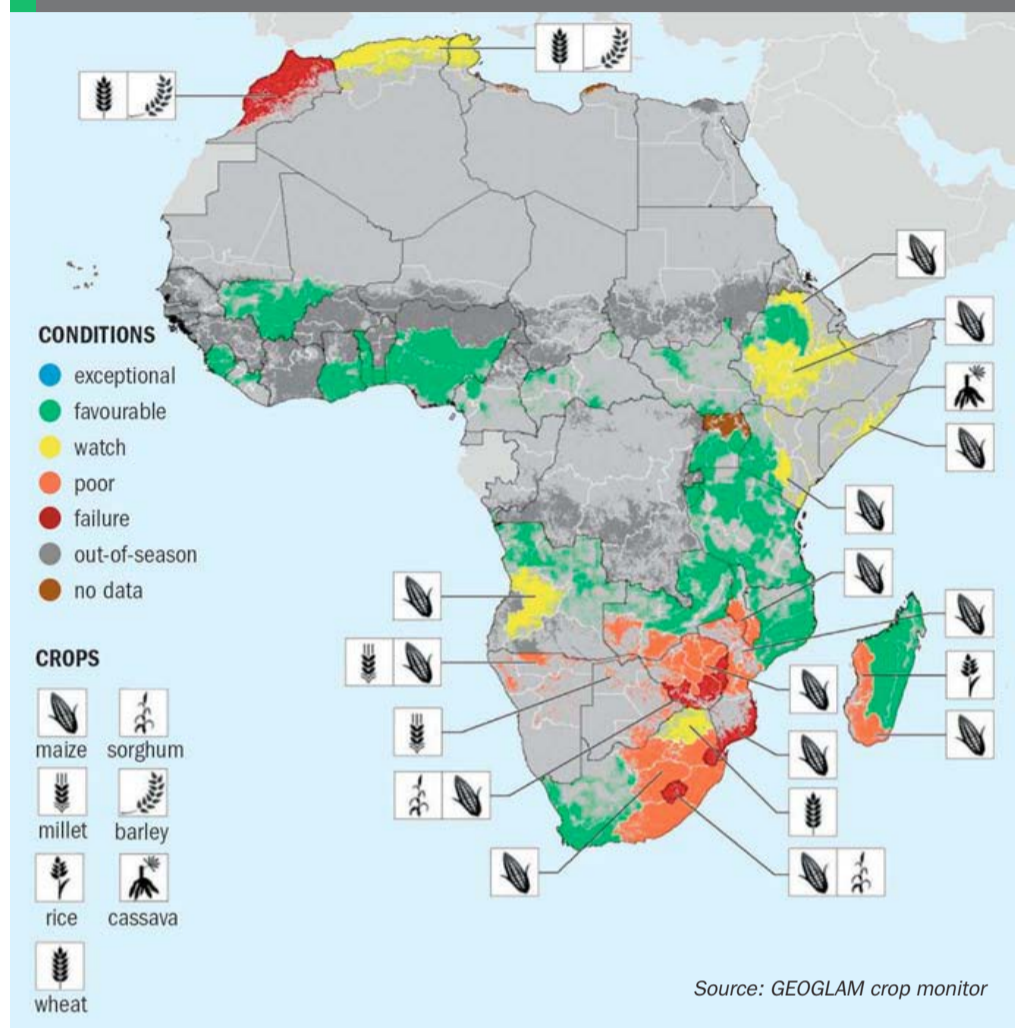 CONDITIONS
exceptional
favourable
watch
poor
failure
out-of-season
no data
CROPS
maize
sorghum
millet
barley
rice
cassava
wheat
Source: GEOGLAM crop monitor